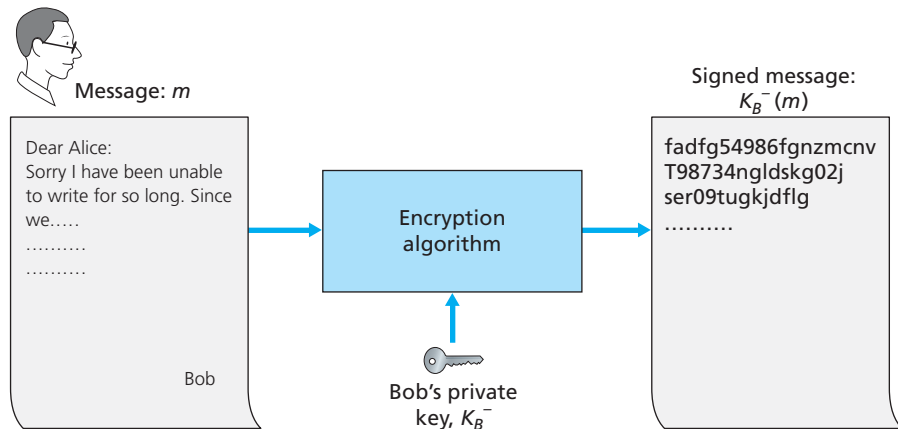 Message: m
Dear Alice:
Sorry I have been unable
to write for so long. Since
we.....
..........
..........
Bob
Encryption
algorithm
Bob's private
key, K_B^–
Signed message:
K_B^– (m)
fadfg54986fgnzmcnv
T98734ngldskg02j
ser09tugkjdflg
..........